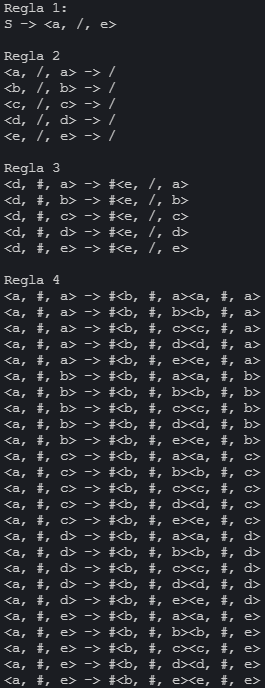 Regla 1:
S -> <a, /, e>

Regla 2
<a, /, a> -> /
<b, /, b> -> /
<c, /, c> -> /
<d, /, d> -> /
<e, /, e> -> /

Regla 3
<d, #, a> -> #<e, /, a>
<d, #, b> -> #<e, /, b>
<d, #, c> -> #<e, /, c>
<d, #, d> -> #<e, /, d>
<d, #, e> -> #<e, /, e>

Regla 4
<a, #, a> -> #<b, #, a><a, #, a>
<a, #, a> -> #<b, #, b><b, #, a>
<a, #, a> -> #<b, #, c><c, #, a>
<a, #, a> -> #<b, #, d><d, #, a>
<a, #, a> -> #<b, #, e><e, #, a>
<a, #, b> -> #<b, #, a><a, #, b>
<a, #, b> -> #<b, #, b><b, #, b>
<a, #, b> -> #<b, #, c><c, #, b>
<a, #, b> -> #<b, #, d><d, #, b>
<a, #, b> -> #<b, #, e><e, #, b>
<a, #, c> -> #<b, #, a><a, #, c>
<a, #, c> -> #<b, #, b><b, #, c>
<a, #, c> -> #<b, #, c><c, #, c>
<a, #, c> -> #<b, #, d><d, #, c>
<a, #, c> -> #<b, #, e><e, #, c>
<a, #, d> -> #<b, #, a><a, #, d>
<a, #, d> -> #<b, #, b><b, #, d>
<a, #, d> -> #<b, #, c><c, #, d>
<a, #, d> -> #<b, #, d><d, #, d>
<a, #, d> -> #<b, #, e><e, #, d>
<a, #, e> -> #<b, #, a><a, #, e>
<a, #, e> -> #<b, #, b><b, #, e>
<a, #, e> -> #<b, #, c><c, #, e>
<a, #, e> -> #<b, #, d><d, #, e>
<a, #, e> -> #<b, #, e><e, #, e>